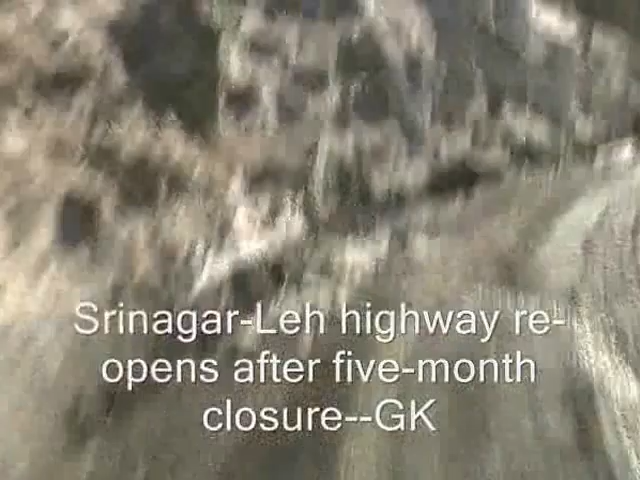 Srinagar-Leh highway re-
opens after five-month
closure--GK